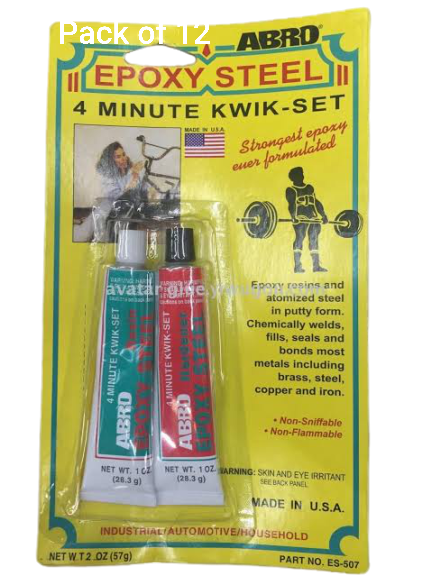 Pack of 12
ABRO
EPOXY STEEL
4 MINUTE KWIK-SET
MADE IN U.S.A.
Strongest epoxy
ever formulated
Epoxy resins and
atomized steel
in putty form.
Chemically welds,
fills, seals and
bonds most
metals including
brass, steel,
copper and iron.
• Non-Sniffable
• Non-Flammable
4 MINUTE KWIK-SET
ABRO Resin
EPOXY STEEL
NET WT. 1 OZ.
(28.3 g)
4 MINUTE KWIK-SET
ABRO Hardener
EPOXY STEEL
NET WT. 1 OZ.
(28.3g)
WARNING: SKIN AND EYE IRRITANT
SEE BACK PANEL
MADE IN U.S.A.
INDUSTRIAL/AUTOMOTIVE/HOUSEHOLD
NET WT. 2 .OZ (57g)
PART NO. ES-507